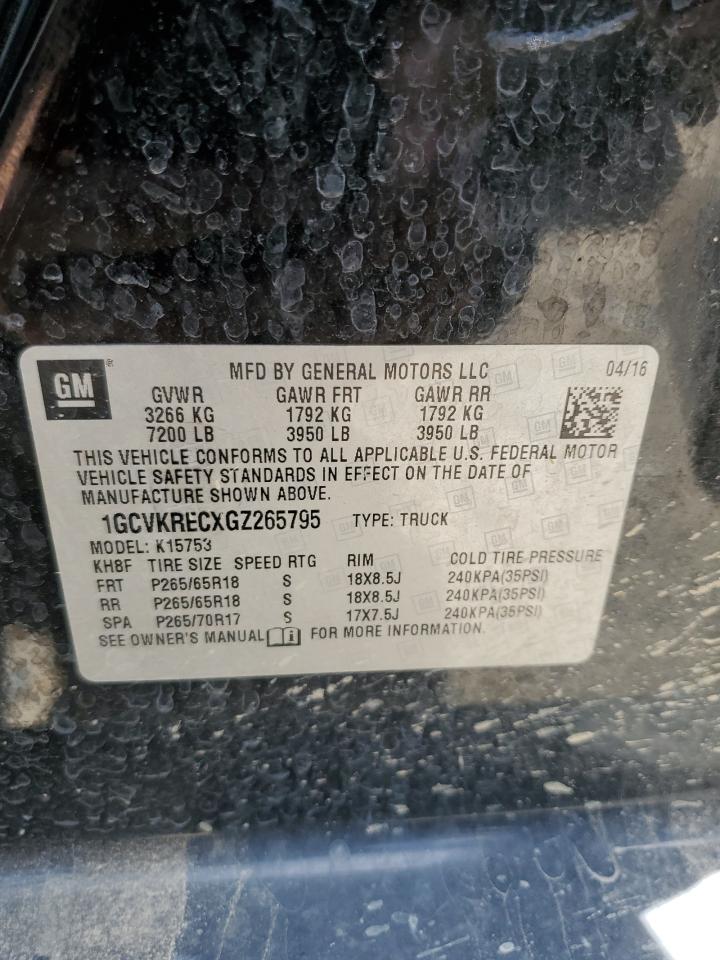 GM
MFD BY GENERAL MOTORS LLC 04/16
GVWR GAWR FRT GAWR RR
3266 KG 1792 KG 1792 KG
7200 LB 3950 LB 3950 LB
THIS VEHICLE CONFORMS TO ALL APPLICABLE U.S. FEDERAL MOTOR
VEHICLE SAFETY STANDARDS IN EFFECT ON THE DATE OF
MANUFACTURE SHOWN ABOVE.
1GCVKRECXGZ265795 TYPE: TRUCK
MODEL: K15753
KH8F TIRE SIZE SPEED RTG RIM COLD TIRE PRESSURE
FRT P265/65R18 S 18X8.5J 240KPA(35PSI)
RR P265/65R18 S 18X8.5J 240KPA(35PSI)
SPA P265/70R17 S 17X7.5J 240KPA(35PSI)
SEE OWNER'S MANUAL FOR MORE INFORMATION.